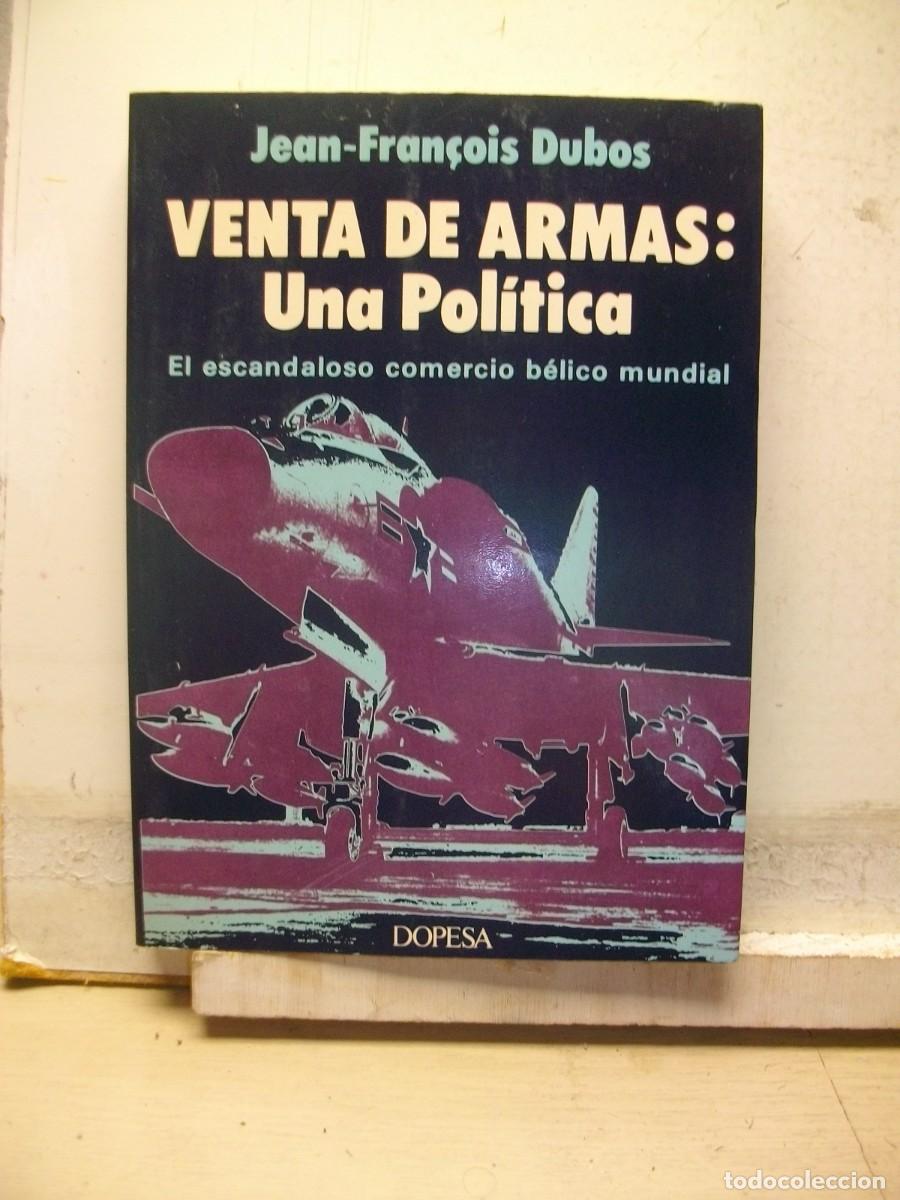 Jean-François Dubos
VENTA DE ARMAS:
Una Política
El escandaloso comercio bélico mundial
DOPESA
todocoleccion